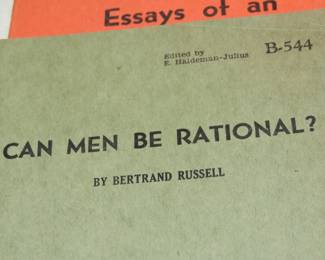 Essays of an
Edited by
E. Haldeman-Julius
B-544
CAN MEN BE RATIONAL?
BY BERTRAND RUSSELL